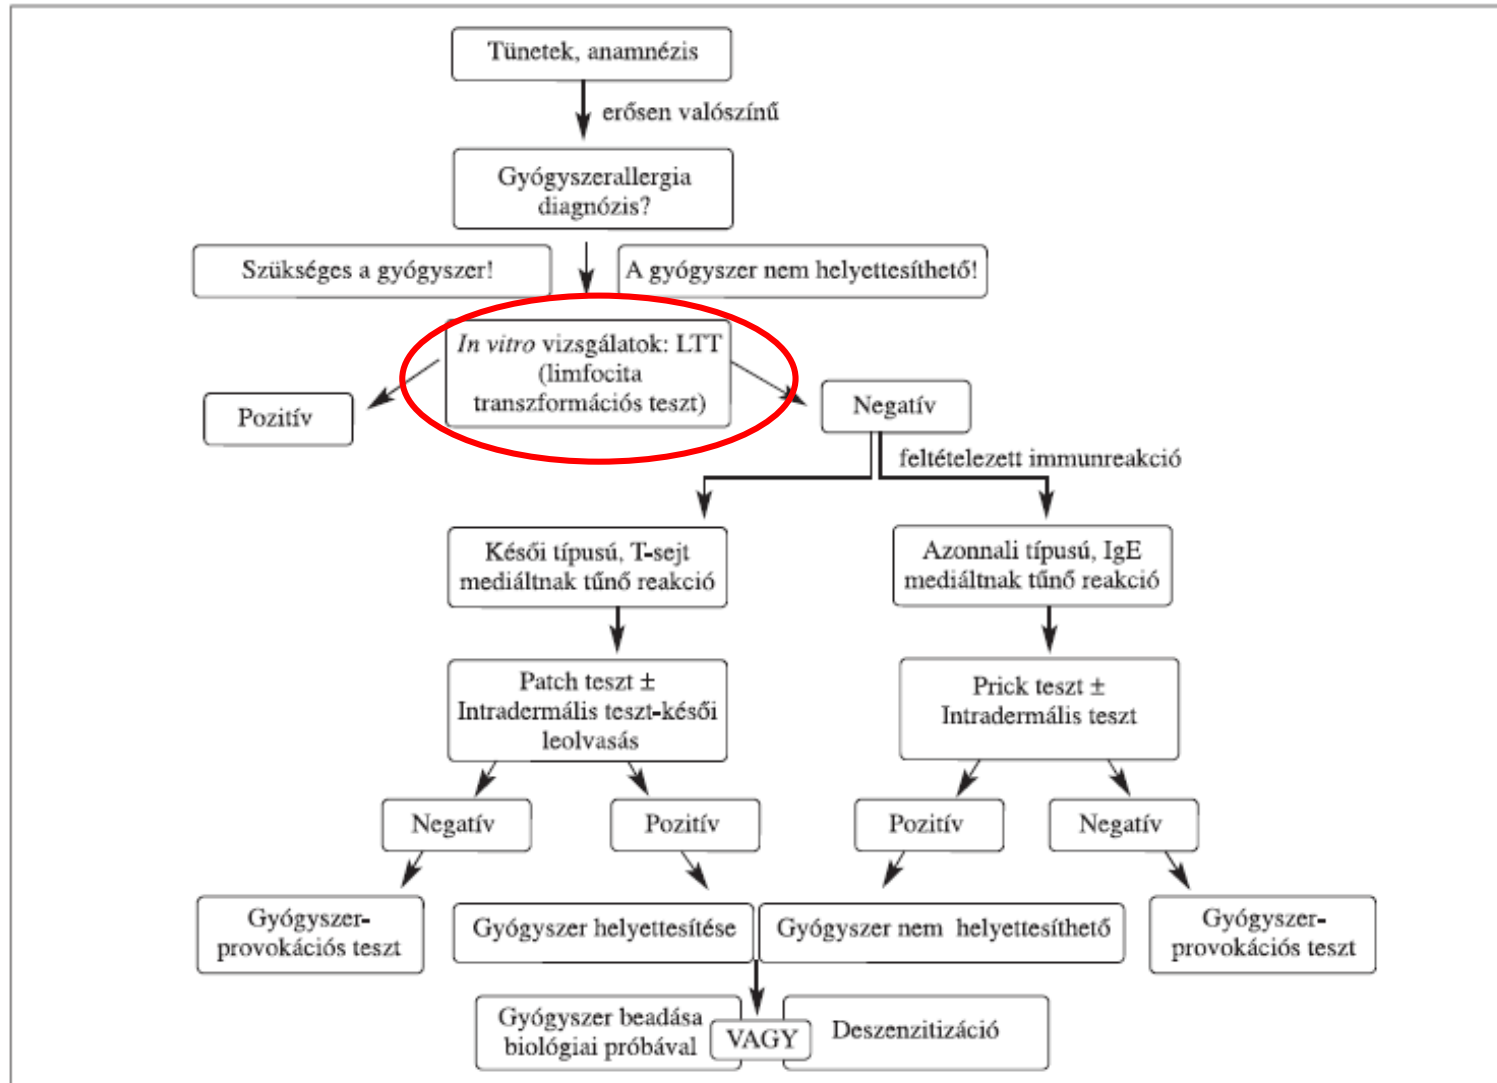 Tünetek, anamnézis
erősen valószínű
Gyógyszerallergia
diagnózis?
Szükséges a gyógyszer!
A gyógyszer nem helyettesíthető!
In vitro vizsgálatok: LTT
(limfocita
transzformációs teszt)
Pozitív
Negatív
feltételezett immunreakció
Késői típusú, T-sejt
mediáltnak tűnő reakció
Azonnali típusú, IgE
mediáltnak tűnő reakció
Patch teszt ±
Intradermális teszt-késői
leolvasás
Prick teszt ±
Intradermális teszt
Negatív
Pozitív
Pozitív
Negatív
Gyógyszer-
provokációs teszt
Gyógyszer helyettesítése
Gyógyszer nem helyettesíthető
Gyógyszer-
provokációs teszt
Gyógyszer beadása
biológiai próbával
VAGY
Deszenzitizáció